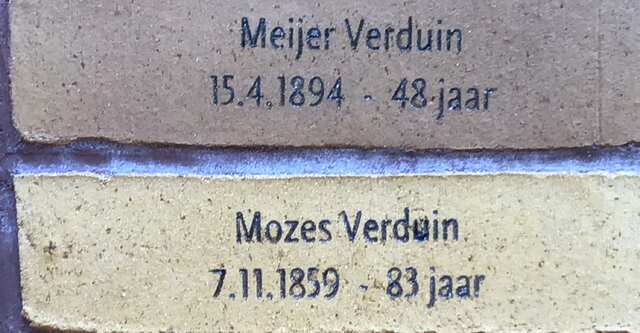 Meijer Verduin
15.4.1894 - 48 jaar
Mozes Verduin
7.11.1859 - 83 jaar